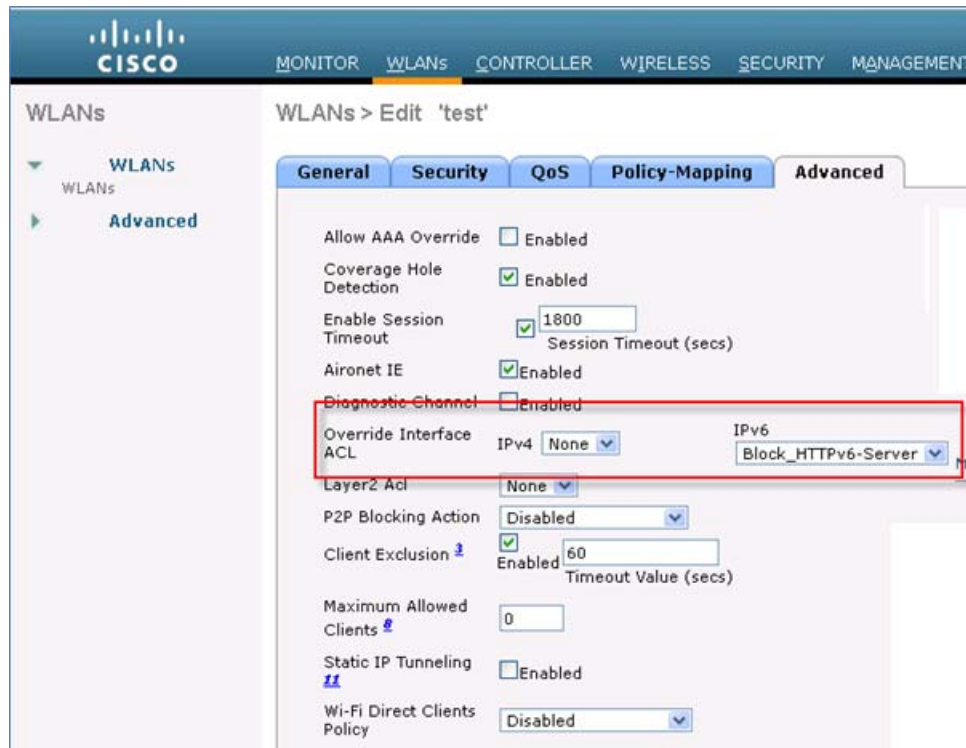 CISCO
MONITOR WLANs CONTROLLER WIRELESS SECURITY MANAGEMENT
WLANs
WLANs
WLANs
Advanced
WLANs > Edit 'test'
General Security QoS Policy-Mapping Advanced
Allow AAA Override Enabled
Coverage Hole
Detection Enabled
Enable Session
Timeout 1800
Session Timeout (secs)
Aironet IE Enabled
Diagnostic Channel Enabled
Override Interface
ACL IPv4 None IPv6
Block_HTTPv6-Server
Layer2 Acl None
P2P Blocking Action Disabled
Client Exclusion 3 Enabled 60
Timeout Value (secs)
Maximum Allowed
Clients 8 0
Static IP Tunneling
11 Enabled
Wi-Fi Direct Clients
Policy Disabled